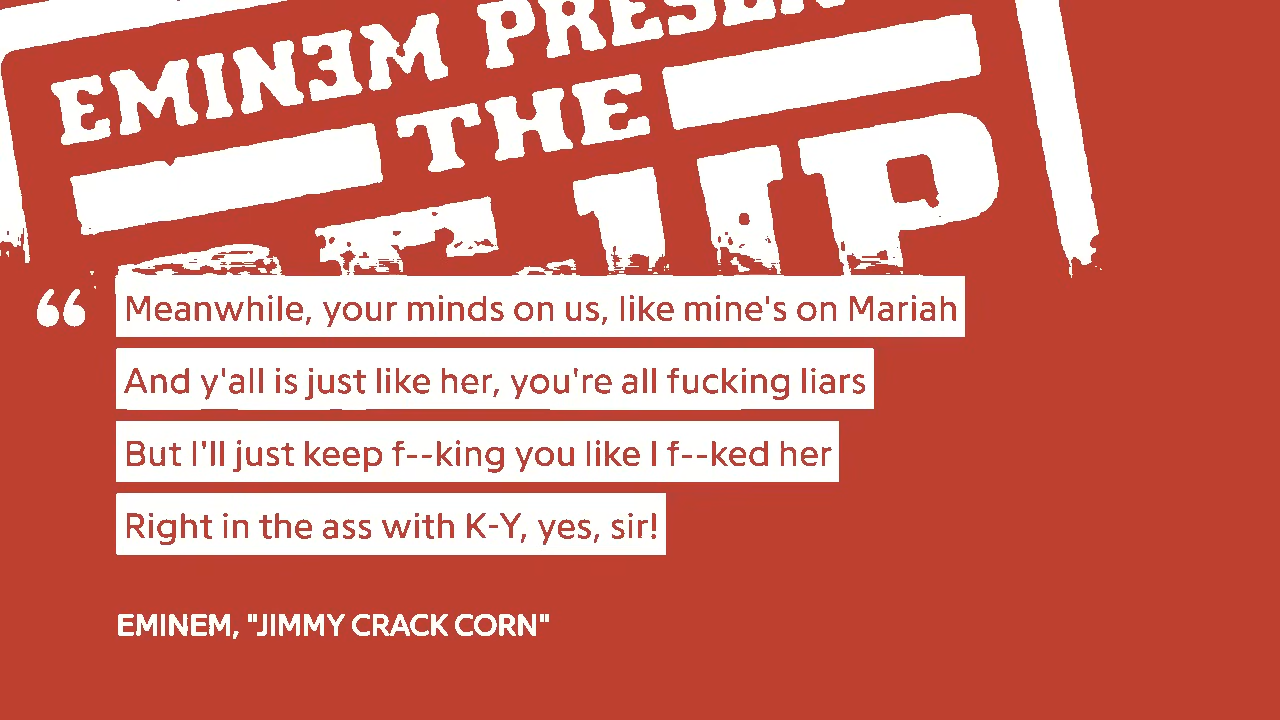 EMINEM PRESEN
THE
UP
“ Meanwhile, your minds on us, like mine's on Mariah
And y'all is just like her, you're all fucking liars
But I'll just keep f--king you like I f--ked her
Right in the ass with K-Y, yes, sir!
EMINEM, "JIMMY CRACK CORN"